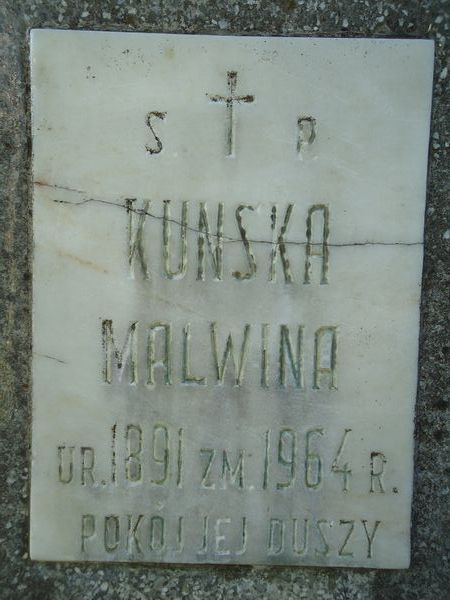 S. P.
KUNSKA
MALWINA
UR. 1891 ZM. 1964 R.
POKÓJ JEJ DUSZY